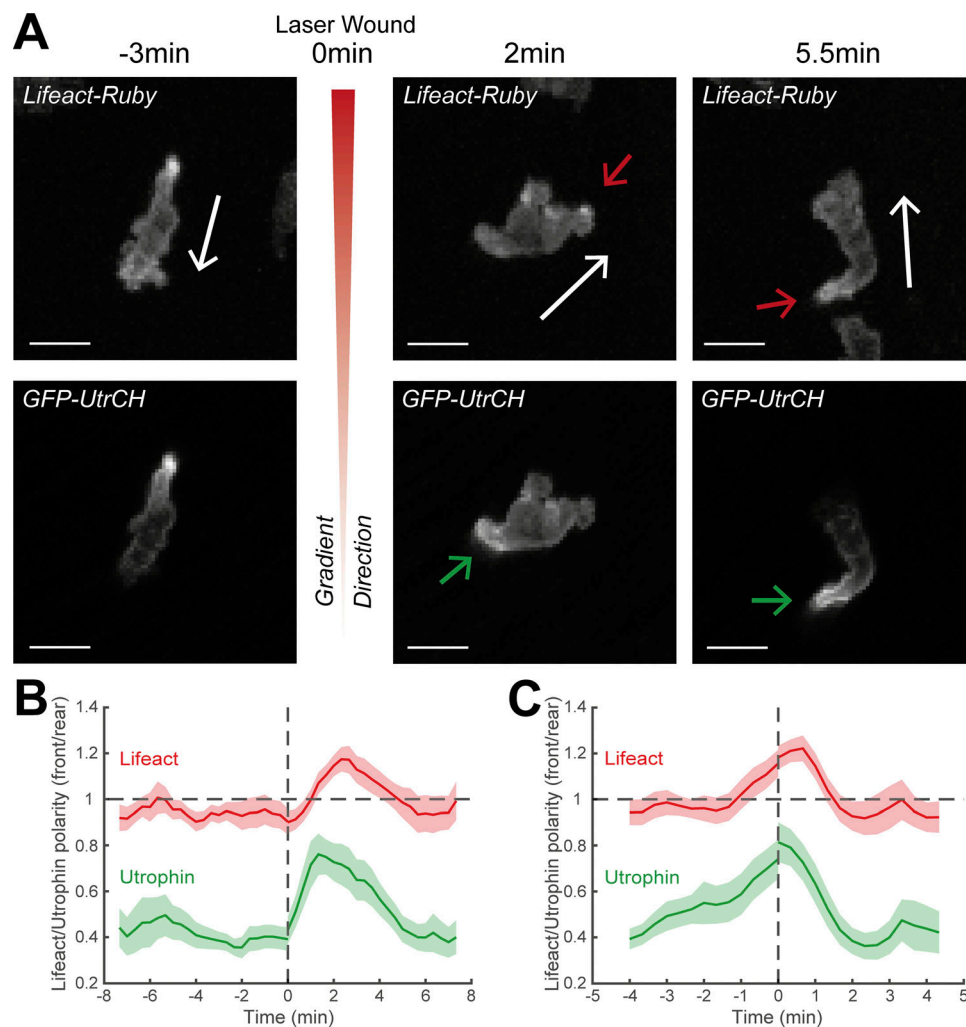 A
Laser Wound
-3min
0min
2min
5.5min
Lifeact-Ruby
Lifeact-Ruby
Lifeact-Ruby
GFP-UtrCH
GFP-UtrCH
GFP-UtrCH
Gradient
Direction
B
Lifeact/Utrophin polarity (front/rear)
1.4
1.2
1
0.8
0.6
0.4
0.2
Lifeact
Utrophin
-8 -6 -4 -2 0 2 4 6 8
Time (min)
C
Lifeact/Utrophin polarity (front/rear)
1.4
1.2
1
0.8
0.6
0.4
0.2
Lifeact
Utrophin
-5 -4 -3 -2 -1 0 1 2 3 4 5
Time (min)